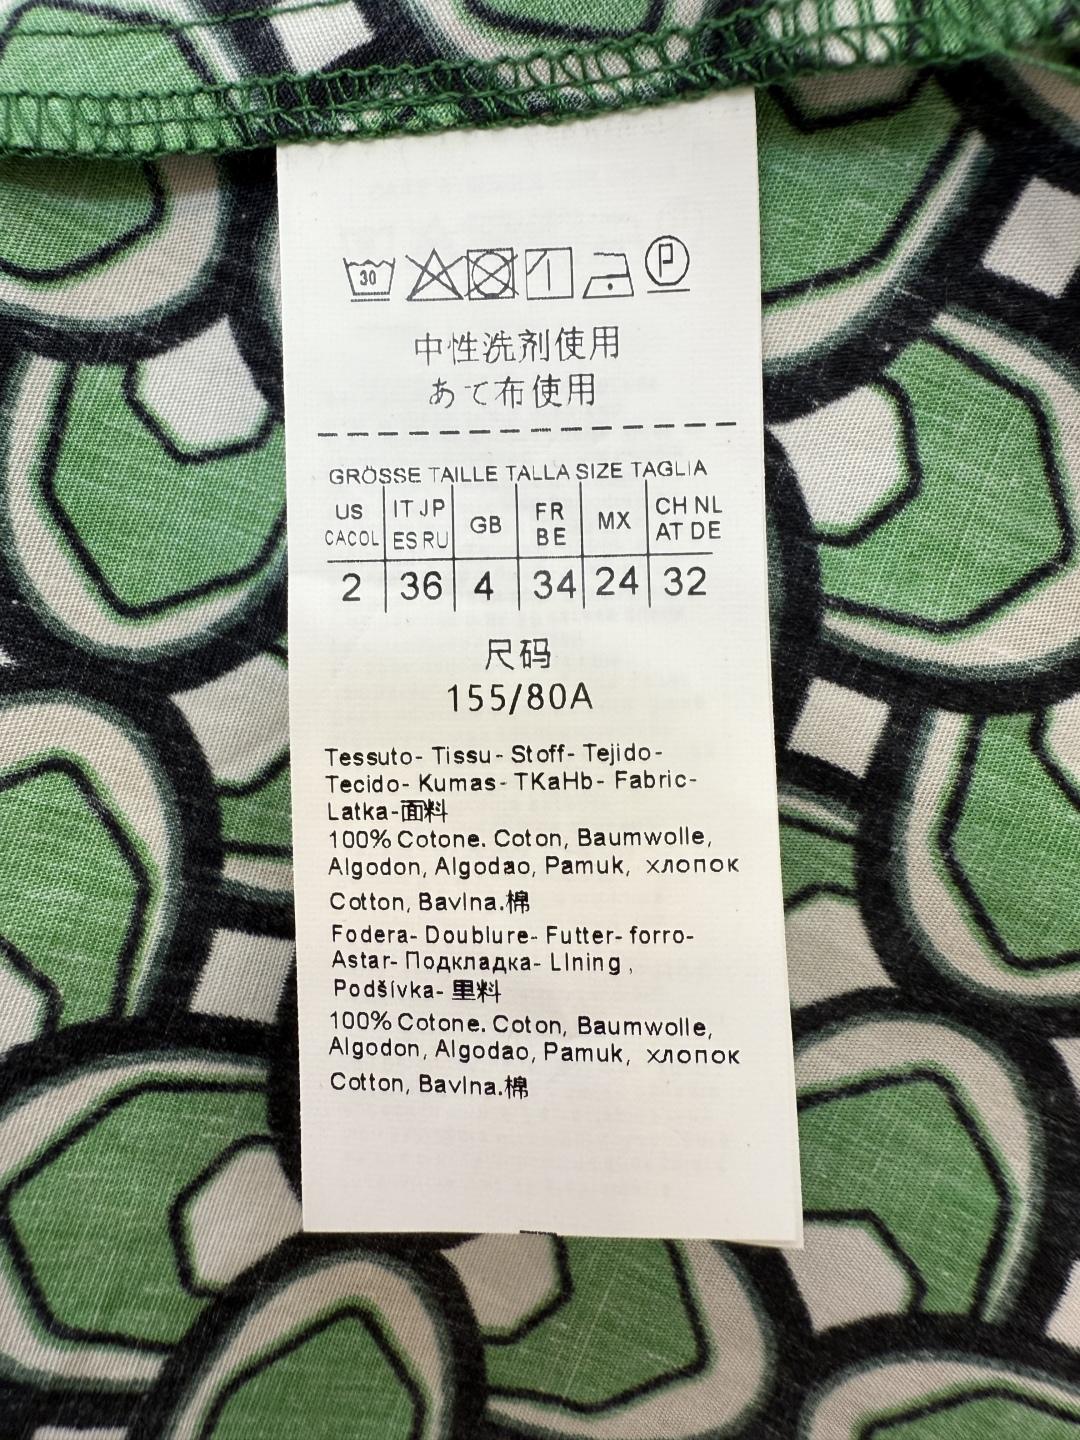 30 P
中性洗剤使用
あて布使用
GRÖSSE TAILLE TALLA SIZE TAGLIA
US CACOL IT JP ES RU GB FR BE MX CH NL AT DE
2 36 4 34 24 32
尺码
155/80A
Tessuto- Tissu- Stoff- Tejido-
Tecido- Kumas- TKaHb- Fabric-
Latka-面料
100% Cotone. Coton, Baumwolle,
Algodon, Algodao, Pamuk, хлопок
Cotton, Bavlna.棉
Fodera- Doublure- Futter- forro-
Astar- Подкладка- LIning,
Podšívka- 里料
100% Cotone. Coton, Baumwolle,
Algodon, Algodao, Pamuk, хлопок
Cotton, Bavlna.棉